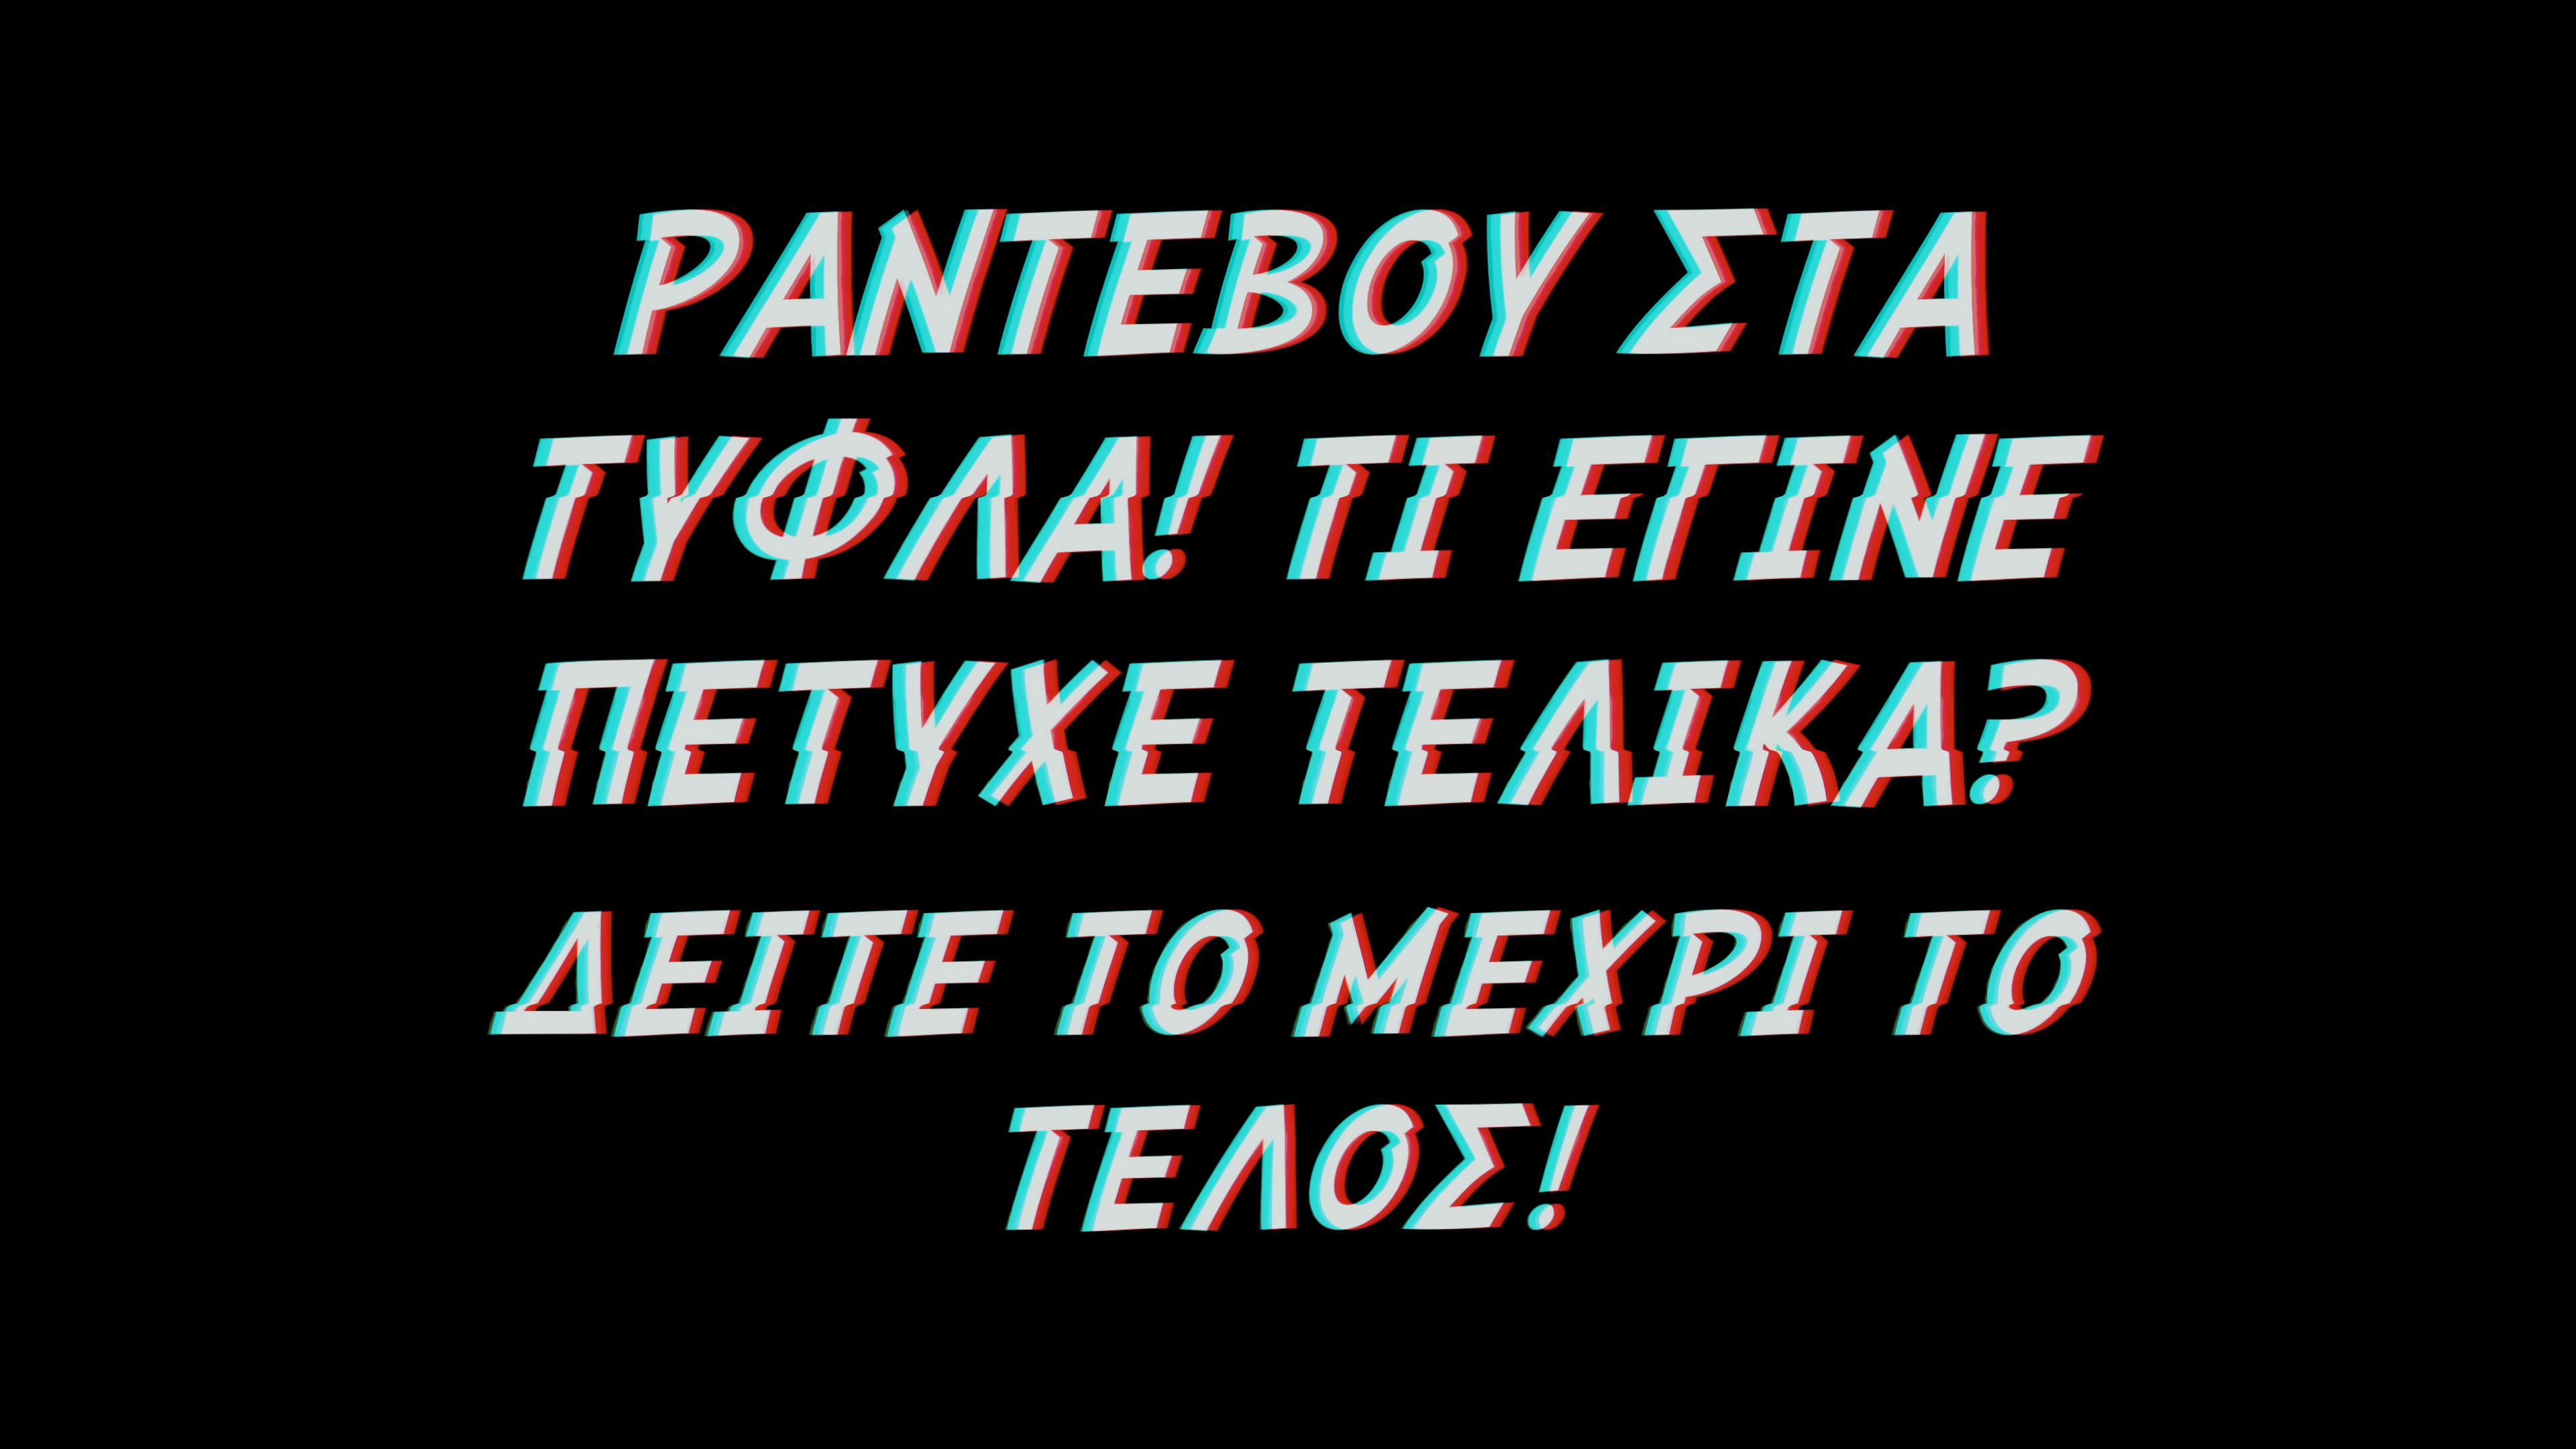 ΡΑΝΤΕΒΟΥ ΣΤΑ
ΤΥΦΛΑ! ΤΙ ΕΓΙΝΕ
ΠΕΤΥΧΕ ΤΕΛΙΚΑ?
ΔΕΙΤΕ ΤΟ ΜΕΧΡΙ ΤΟ
ΤΕΛΟΣ!